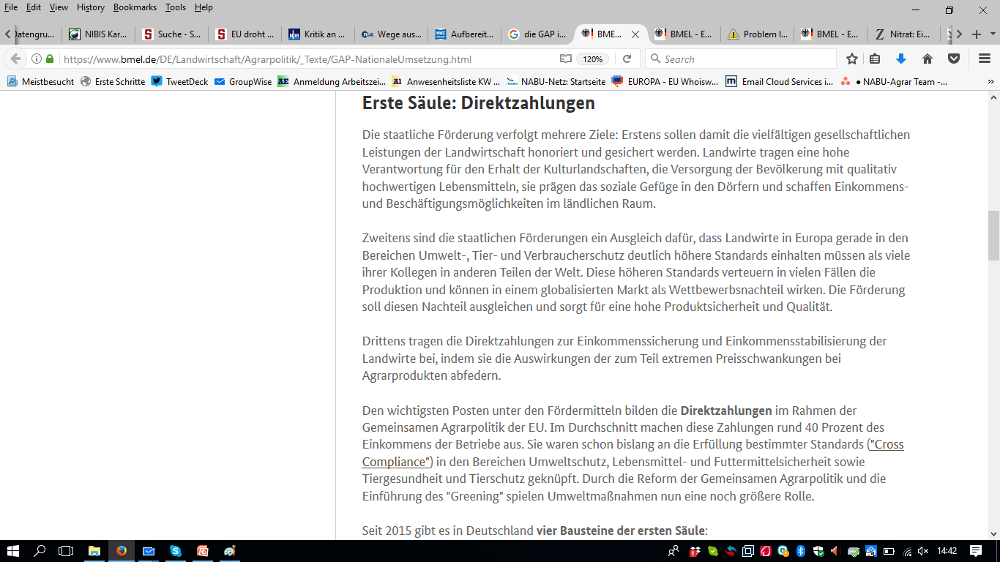 File Edit View History Bookmarks Tools Help
Datengru... NIBIS Kar... Suche - S... EU droht ... Kritik an ... Wege aus... Aufbereit... die GAP i... BME... BMEL - E... Problem l... BMEL - E... Nitrat: Ei...
https://www.bmel.de/DE/Landwirtschaft/Agrarpolitik/_Texte/GAP-NationaleUmsetzung.html 120% Search
Meistbesucht Erste Schritte TweetDeck GroupWise Anmeldung Arbeitszei... Anwesenheitsliste KW ... NABU-Netz: Startseite EUROPA - EU Whoisw... Email Cloud Services i... ● NABU-Agrar Team -...
Erste Säule: Direktzahlungen
Die staatliche Förderung verfolgt mehrere Ziele: Erstens sollen damit die vielfältigen gesellschaftlichen
Leistungen der Landwirtschaft honoriert und gesichert werden. Landwirte tragen eine hohe
Verantwortung für den Erhalt der Kulturlandschaften, die Versorgung der Bevölkerung mit qualitativ
hochwertigen Lebensmitteln, sie prägen das soziale Gefüge in den Dörfern und schaffen Einkommens-
und Beschäftigungsmöglichkeiten im ländlichen Raum.
Zweitens sind die staatlichen Förderungen ein Ausgleich dafür, dass Landwirte in Europa gerade in den
Bereichen Umwelt-, Tier- und Verbraucherschutz deutlich höhere Standards einhalten müssen als viele
ihrer Kollegen in anderen Teilen der Welt. Diese höheren Standards verteuern in vielen Fällen die
Produktion und können in einem globalisierten Markt als Wettbewerbsnachteil wirken. Die Förderung
soll diesen Nachteil ausgleichen und sorgt für eine hohe Produktsicherheit und Qualität.
Drittens tragen die Direktzahlungen zur Einkommenssicherung und Einkommensstabilisierung der
Landwirte bei, indem sie die Auswirkungen der zum Teil extremen Preisschwankungen bei
Agrarprodukten abfedern.
Den wichtigsten Posten unter den Fördermitteln bilden die Direktzahlungen im Rahmen der
Gemeinsamen Agrarpolitik der EU. Im Durchschnitt machen diese Zahlungen rund 40 Prozent des
Einkommens der Betriebe aus. Sie waren schon bislang an die Erfüllung bestimmter Standards ("Cross
Compliance") in den Bereichen Umweltschutz, Lebensmittel- und Futtermittelsicherheit sowie
Tiergesundheit und Tierschutz geknüpft. Durch die Reform der Gemeinsamen Agrarpolitik und die
Einführung des "Greening" spielen Umweltmaßnahmen nun eine noch größere Rolle.
Seit 2015 gibt es in Deutschland vier Bausteine der ersten Säule:
14:42